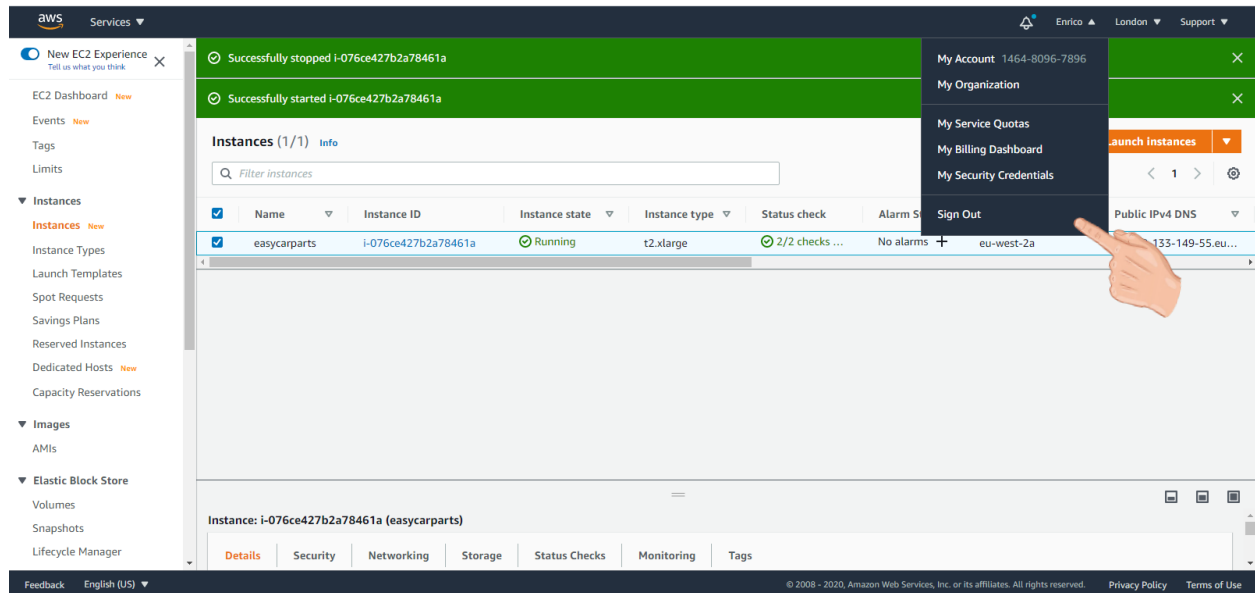 aws Services ▼ Enrico ▲ London ▼ Support ▼
New EC2 Experience
Tell us what you think
EC2 Dashboard New
Events New
Tags
Limits
▼ Instances
Instances New
Instance Types
Launch Templates
Spot Requests
Savings Plans
Reserved Instances
Dedicated Hosts New
Capacity Reservations
▼ Images
AMIs
▼ Elastic Block Store
Volumes
Snapshots
Lifecycle Manager
Successfully stopped i-076ce427b2a78461a
Successfully started i-076ce427b2a78461a
My Account 1464-8096-7896
My Organization
My Service Quotas
My Billing Dashboard
My Security Credentials
Sign Out
Instances (1/1) Info
Launch instances ▼
Filter instances
< 1 >
Name Instance ID Instance state Instance type Status check Alarm Public IPv4 DNS
easycarparts i-076ce427b2a78461a Running t2.xlarge 2/2 checks ... No alarms + eu-west-2a 133-149-55.eu...
Instance: i-076ce427b2a78461a (easycarparts)
Details Security Networking Storage Status Checks Monitoring Tags
Feedback English (US) ▼ © 2008 - 2020, Amazon Web Services, Inc. or its affiliates. All rights reserved. Privacy Policy Terms of Use